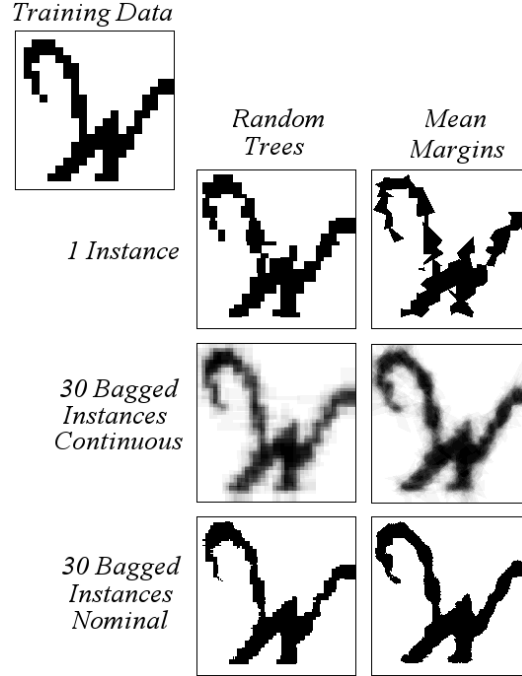 Training Data
Random
Trees
Mean
Margins
1 Instance
30 Bagged
Instances
Continuous
30 Bagged
Instances
Nominal